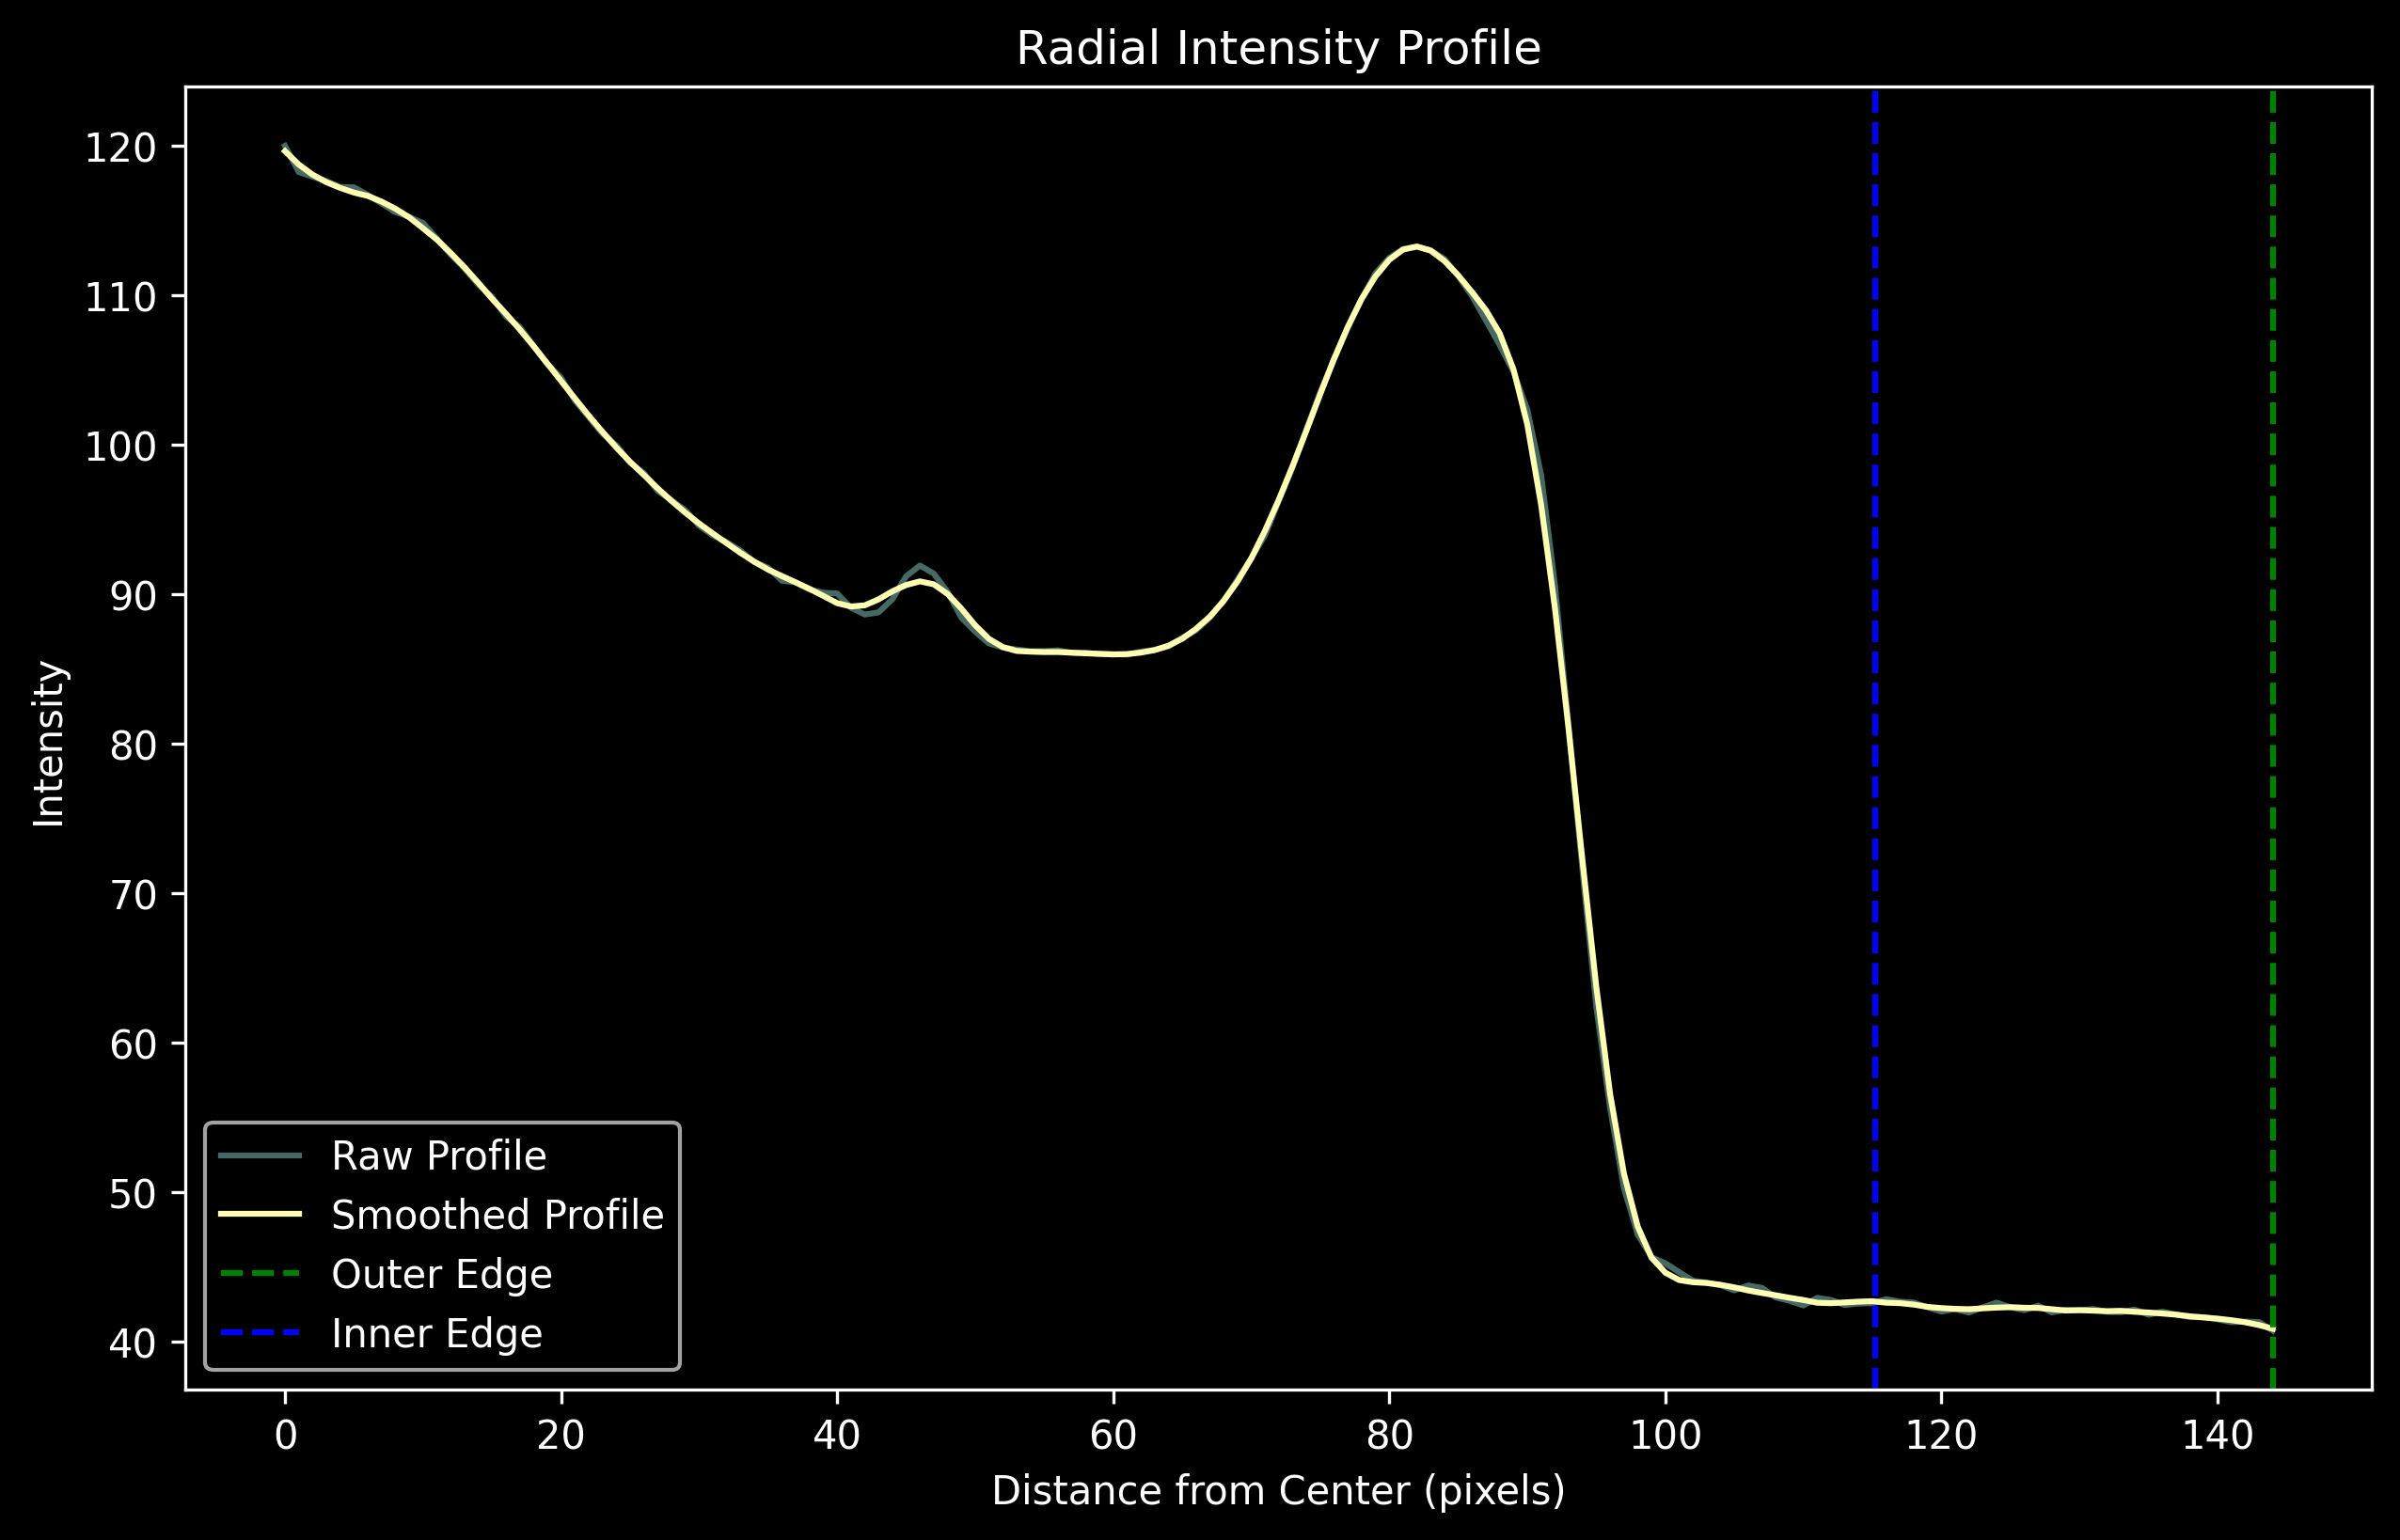 Radial Intensity Profile
120
110
100
90
80
70
60
50
40
Intensity
Raw Profile
Smoothed Profile
Outer Edge
Inner Edge
0 20 40 60 80 100 120 140
Distance from Center (pixels)